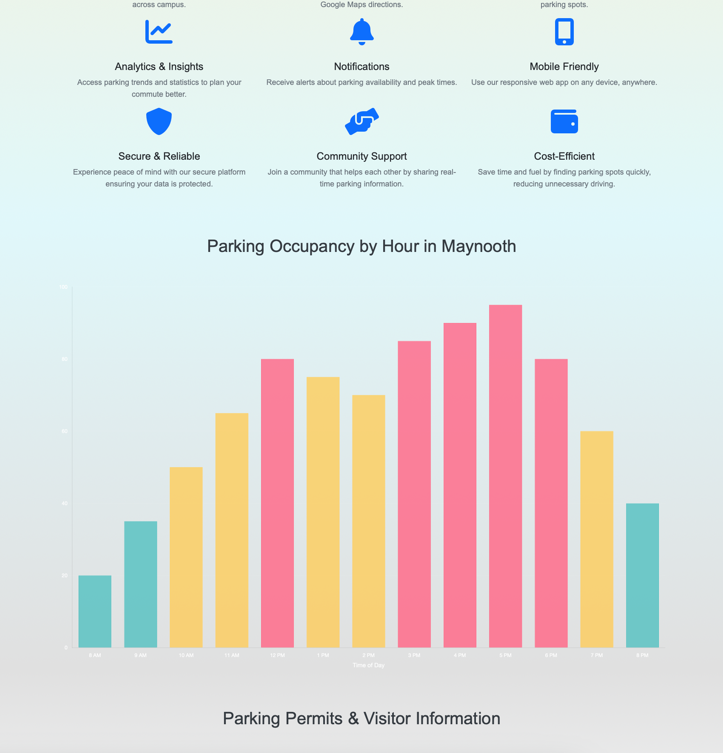 across campus.
Google Maps directions.
parking spots.
Analytics & Insights
Notifications
Mobile Friendly
Access parking trends and statistics to plan your
commute better.
Receive alerts about parking availability and peak times.
Use our responsive web app on any device, anywhere.
Secure & Reliable
Community Support
Cost-Efficient
Experience peace of mind with our secure platform
ensuring your data is protected.
Join a community that helps each other by sharing real-
time parking information.
Save time and fuel by finding parking spots quickly,
reducing unnecessary driving.
Parking Occupancy by Hour in Maynooth
100
80
60
40
20
0
8 AM 9 AM 10 AM 11 AM 12 PM 1 PM 2 PM 3 PM 4 PM 5 PM 6 PM 7 PM 8 PM
Time of Day
Parking Permits & Visitor Information